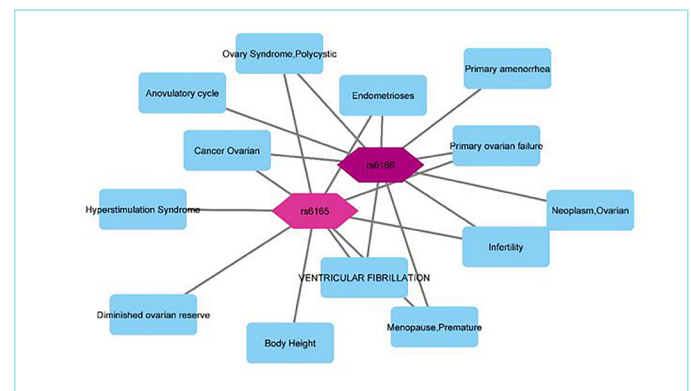 Ovary Syndrome,Polycystic
Primary amenorrhea
Anovulatory cycle
Endometrioses
Cancer Ovarian
Primary ovarian failure
rs6166
Hyperstimulation Syndrome
rs6165
Neoplasm,Ovarian
Infertility
VENTRICULAR FIBRILLATION
Diminished ovarian reserve
Menopause,Premature
Body Height